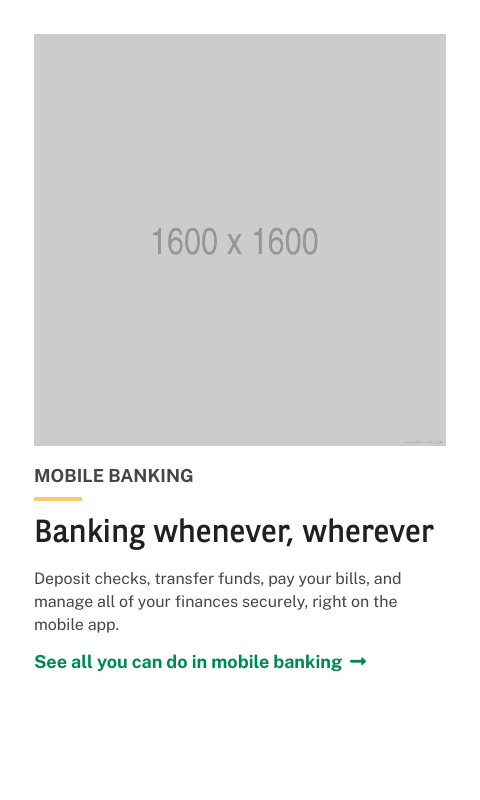 1600 x 1600
MOBILE BANKING
Banking whenever, wherever
Deposit checks, transfer funds, pay your bills, and
manage all of your finances securely, right on the
mobile app.
See all you can do in mobile banking →